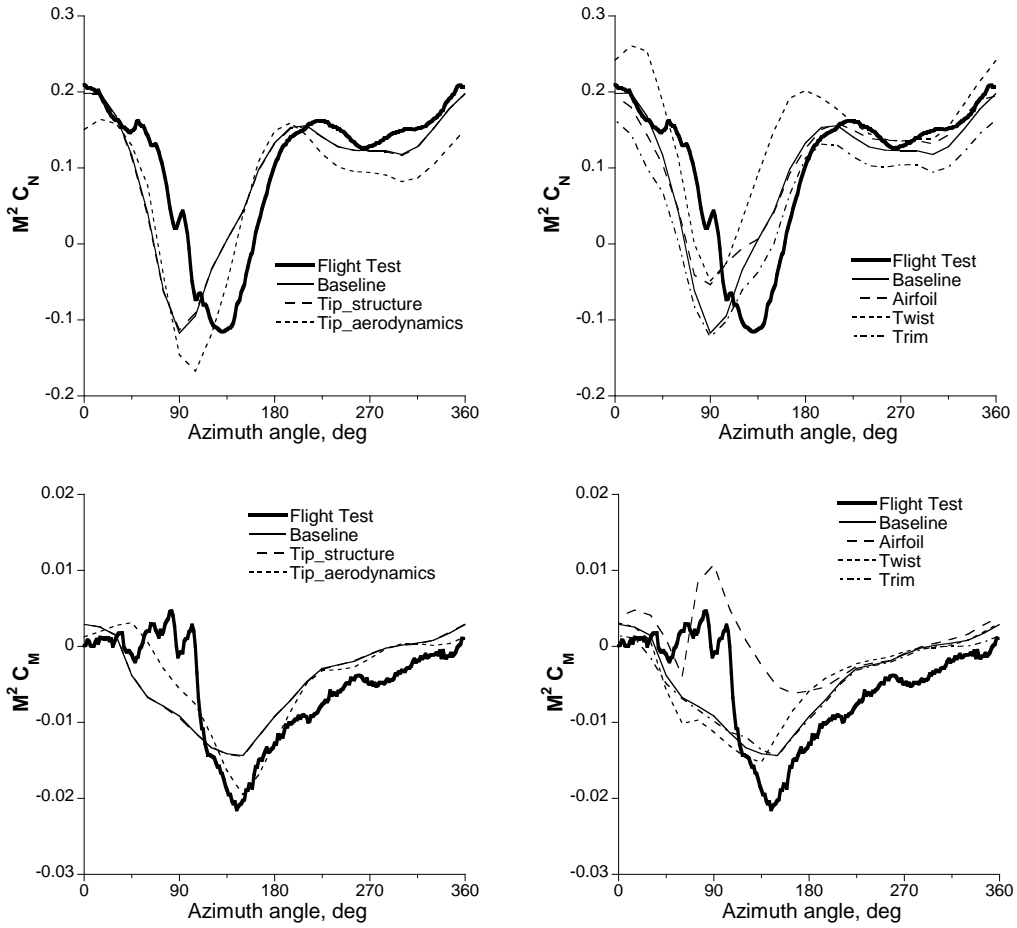 0.3
0.2
0.1
0
-0.1
-0.2
M² C_N
0
90
180
270
360
Azimuth angle, deg
Flight Test
Baseline
Tip_structure
Tip_aerodynamics
0.3
0.2
0.1
0
-0.1
-0.2
M² C_N
0
90
180
270
360
Azimuth angle, deg
Flight Test
Baseline
Airfoil
Twist
Trim
0.02
0.01
0
-0.01
-0.02
-0.03
M² C_M
0
90
180
270
360
Azimuth angle, deg
Flight Test
Baseline
Tip_structure
Tip_aerodynamics
0.02
0.01
0
-0.01
-0.02
-0.03
M² C_M
0
90
180
270
360
Azimuth angle, deg
Flight Test
Baseline
Airfoil
Twist
Trim